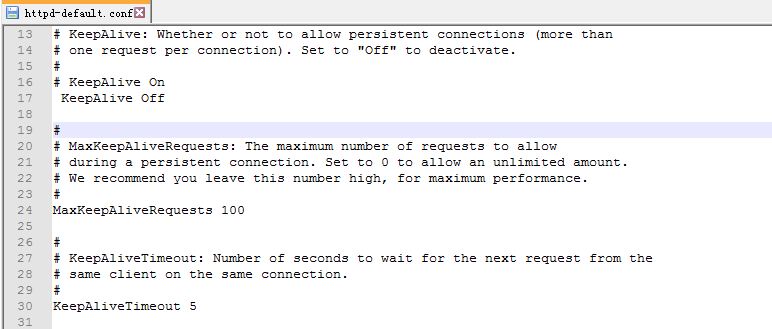 httpd-default.conf
13 # KeepAlive: Whether or not to allow persistent connections (more than
14 # one request per connection). Set to "Off" to deactivate.
15 #
16 # KeepAlive On
17  KeepAlive Off
18
19 #
20 # MaxKeepAliveRequests: The maximum number of requests to allow
21 # during a persistent connection. Set to 0 to allow an unlimited amount.
22 # We recommend you leave this number high, for maximum performance.
23 #
24 MaxKeepAliveRequests 100
25
26 #
27 # KeepAliveTimeout: Number of seconds to wait for the next request from the
28 # same client on the same connection.
29 #
30 KeepAliveTimeout 5
31